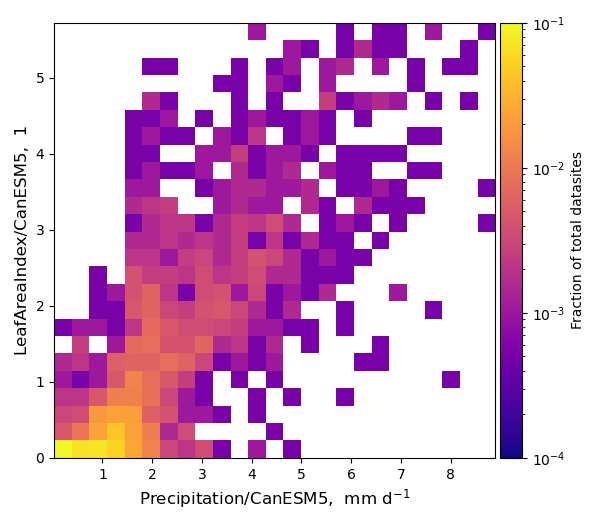 5
4
3
2
1
0
LeafAreaIndex/CanESM5,  1
1 2 3 4 5 6 7 8
Precipitation/CanESM5,  mm d⁻¹
10⁻¹
10⁻²
10⁻³
10⁻⁴
Fraction of total datasites